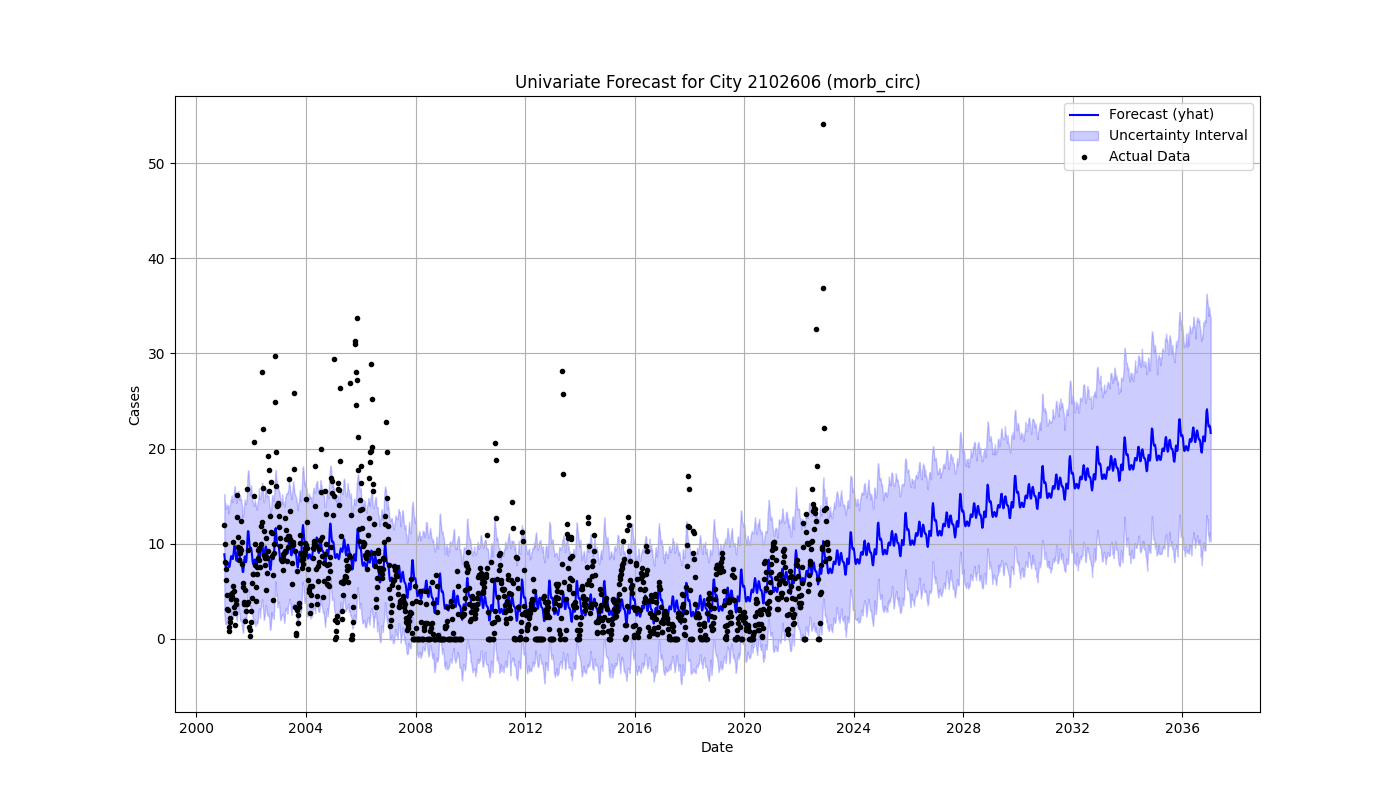 Univariate Forecast for City 2102606 (morb_circ)
Forecast (yhat)
Uncertainty Interval
Actual Data
Cases
50
40
30
20
10
0
2000 2004 2008 2012 2016 2020 2024 2028 2032 2036
Date